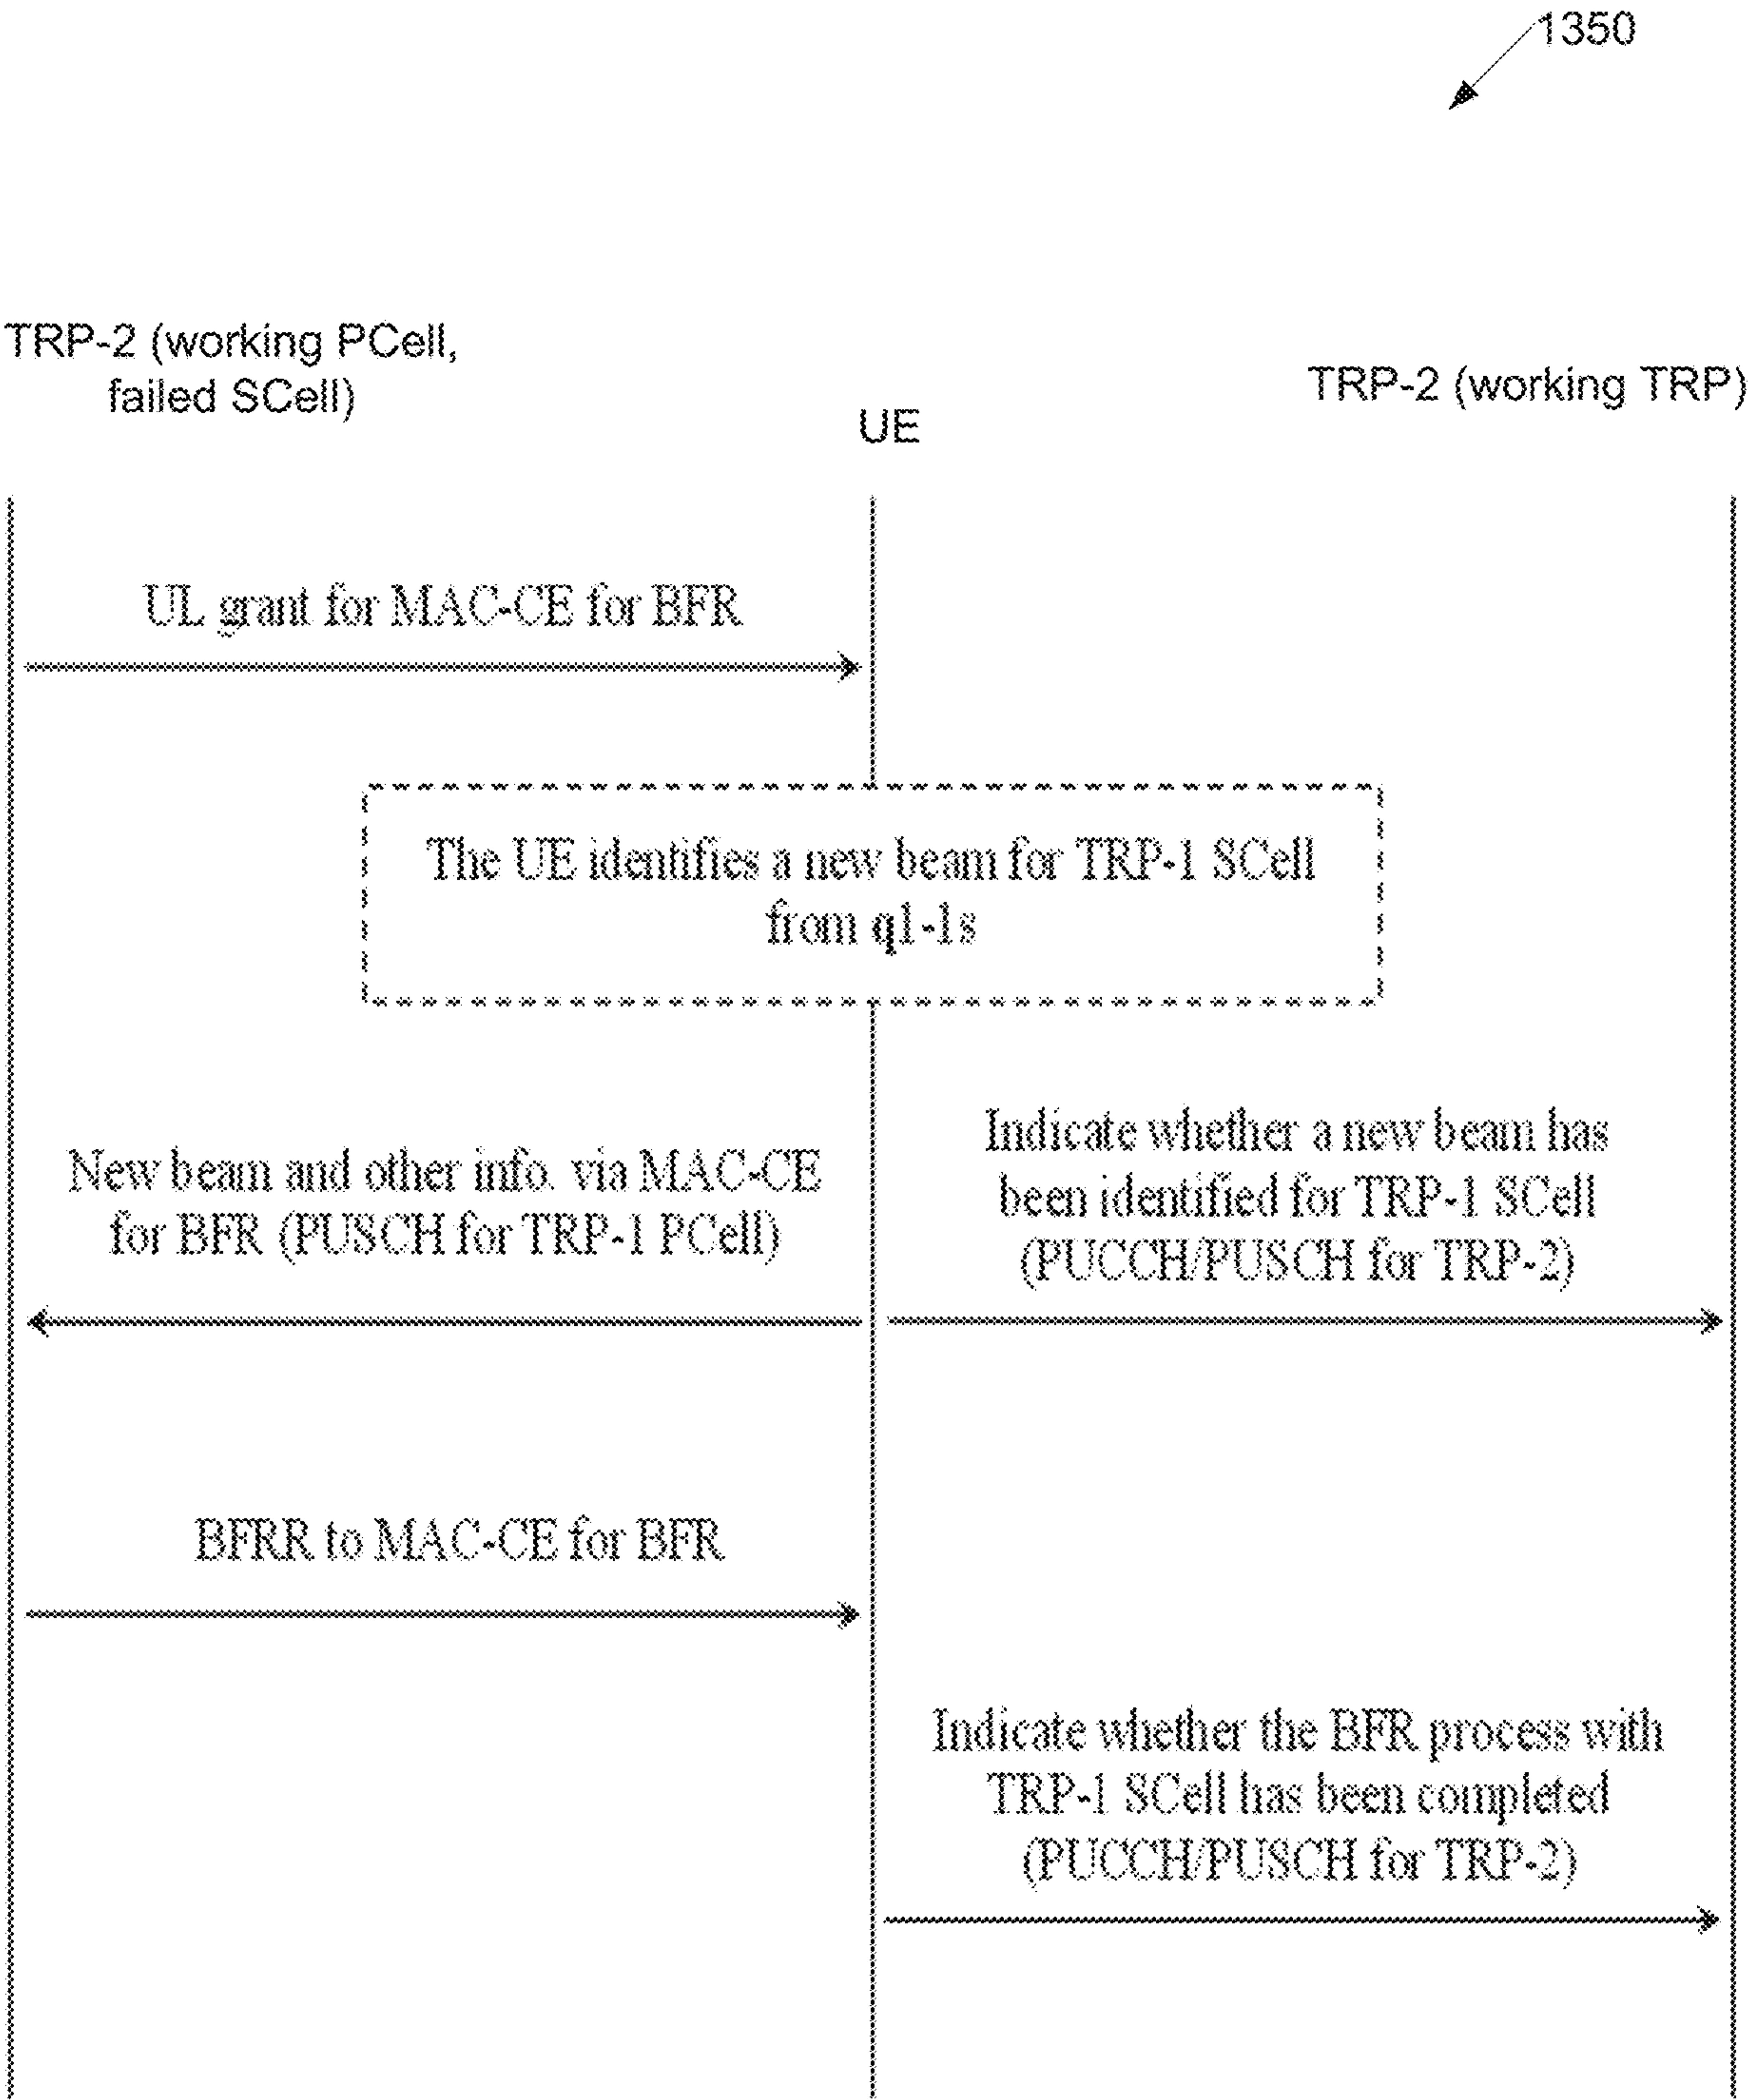 1350
TRP-2 (working PCell,
failed SCell)
UE
TRP-2 (working TRP)
UL grant for MAC-CE for BFR
The UE identifies a new beam for TRP-1 SCell
from q1-1s
New beam and other info. via MAC-CE
for BFR (PUSCH for TRP-1 PCell)
Indicate whether a new beam has
been identified for TRP-1 SCell
(PUCCH/PUSCH for TRP-2)
BFRR to MAC-CE for BFR
Indicate whether the BFR process with
TRP-1 SCell has been completed
(PUCCH/PUSCH for TRP-2)